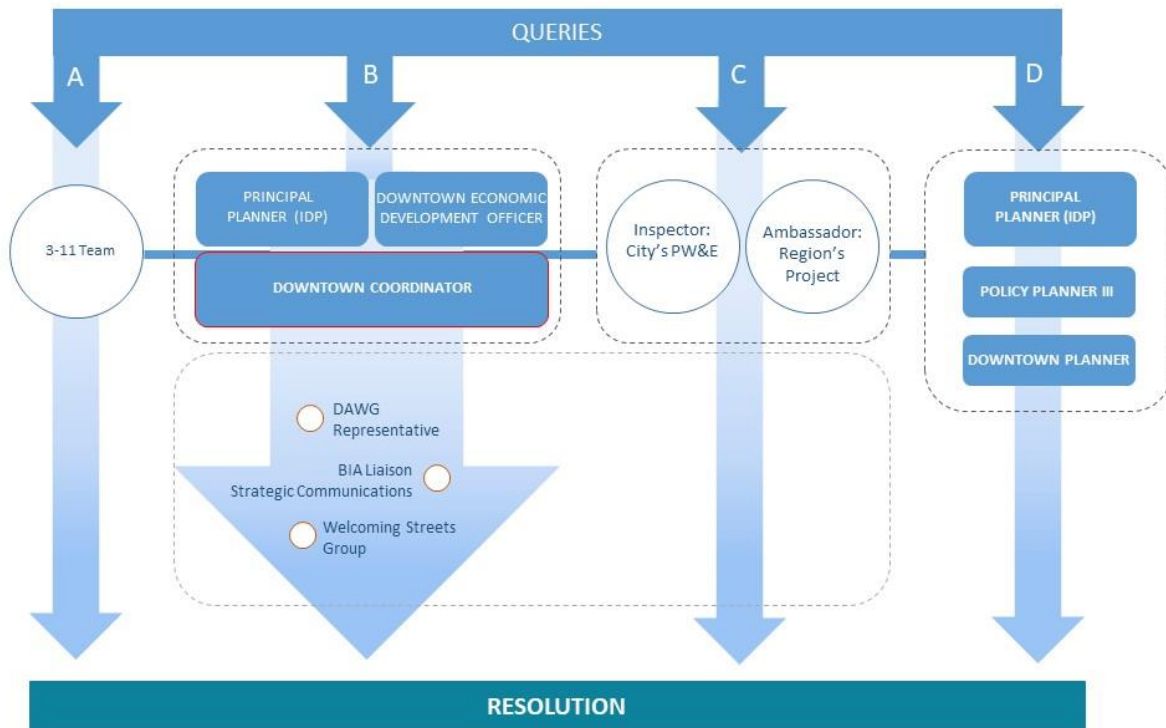 QUERIES
A
B
C
D
3-11 Team
PRINCIPAL
PLANNER (IDP)
DOWNTOWN ECONOMIC
DEVELOPMENT OFFICER
DOWNTOWN COORDINATOR
Inspector:
City's PW&E
Ambassador:
Region's
Project
PRINCIPAL
PLANNER (IDP)
POLICY PLANNER III
DOWNTOWN PLANNER
DAWG
Representative
BIA Liaison
Strategic Communications
Welcoming Streets
Group
RESOLUTION